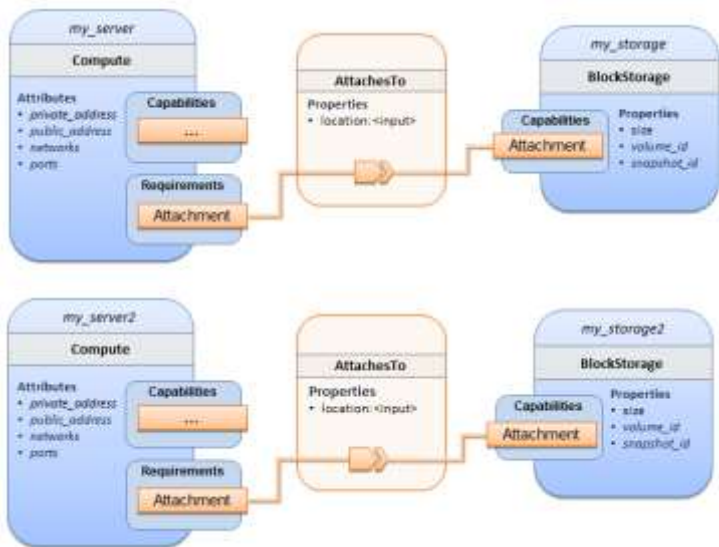 my_server
Compute
Attributes
• private_address
• public_address
• networks
• ports
Capabilities
...
Requirements
Attachment
AttachesTo
Properties
• location: <input>
my_storage
BlockStorage
Capabilities
Attachment
Properties
• size
• volume_id
• snapshot_id
my_server2
Compute
Attributes
• private_address
• public_address
• networks
• ports
Capabilities
...
Requirements
Attachment
AttachesTo
Properties
• location: <input>
my_storage2
BlockStorage
Capabilities
Attachment
Properties
• size
• volume_id
• snapshot_id